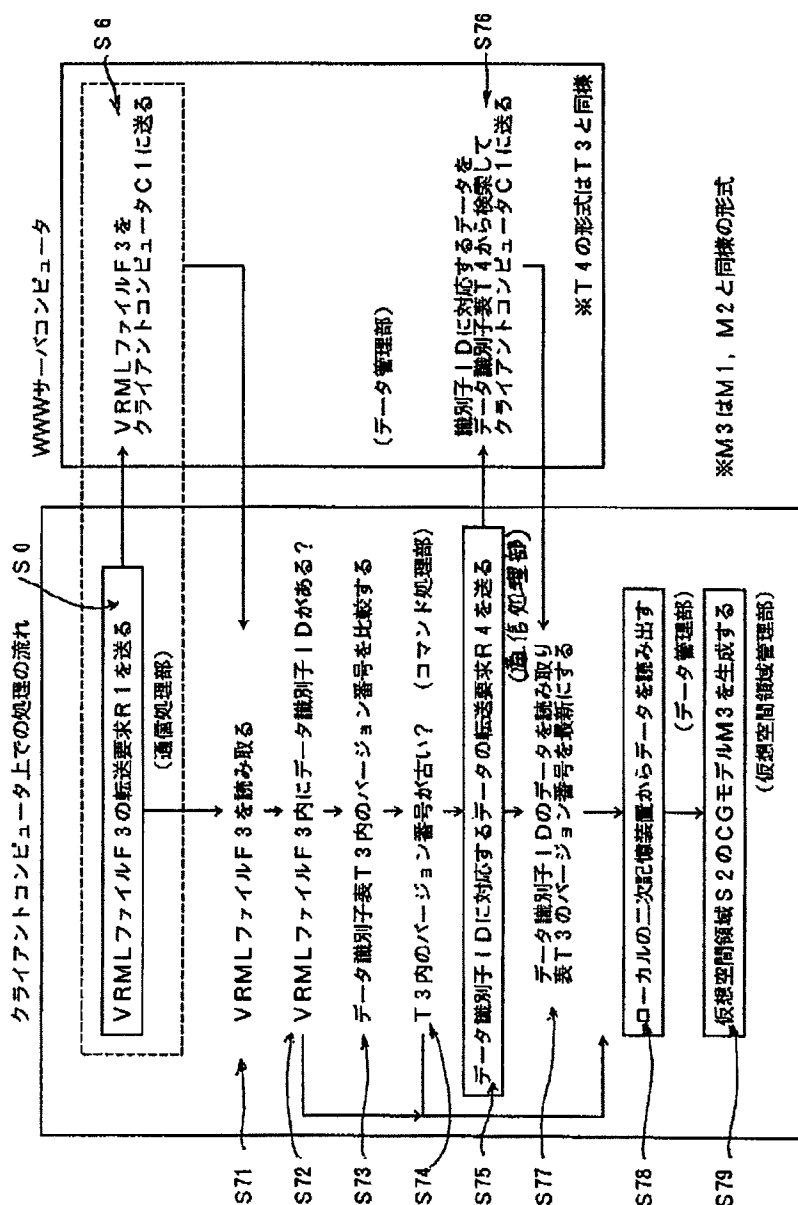 クライアントコンピュータ上での処理の流れ
S0
VRMLファイルF3の転送要求R1を送る
(通信処理部)
S71
VRMLファイルF3を読み取る
S72
VRMLファイルF3内にデータ識別子IDがある?
S73
データ識別子表T3内のバージョン番号を比較する
S74
T3内のバージョン番号が古い? (コマンド処理部)
S75
データ識別子IDに対応するデータの転送要求R4を送る
(通信処理部)
S77
データ識別子IDのデータを読み取り
表T3のバージョン番号を最新にする
S78
ローカルの二次記憶装置からデータを読み出す
(データ管理部)
S79
仮想空間領域S2のCGモデルM3を生成する
(仮想空間領域管理部)
WWWサーバコンピュータ
S6
VRMLファイルF3を
クライアントコンピュータC1に送る
(データ管理部)
S76
識別子IDに対応するデータを
データ識別子表T4から検索して
クライアントコンピュータC1に送る
※T4の形式はT3と同様
※M3はM1,M2と同様の形式